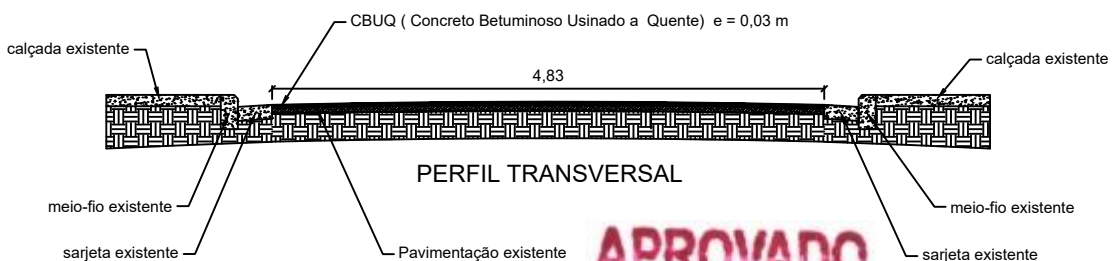 CBUQ ( Concreto Betuminoso Usinado a Quente) e = 0,03 m
calçada existente
calçada existente
4,83
PERFIL TRANSVERSAL
meio-fio existente
meio-fio existente
sarjeta existente
Pavimentação existente
APROVADO
sarjeta existente